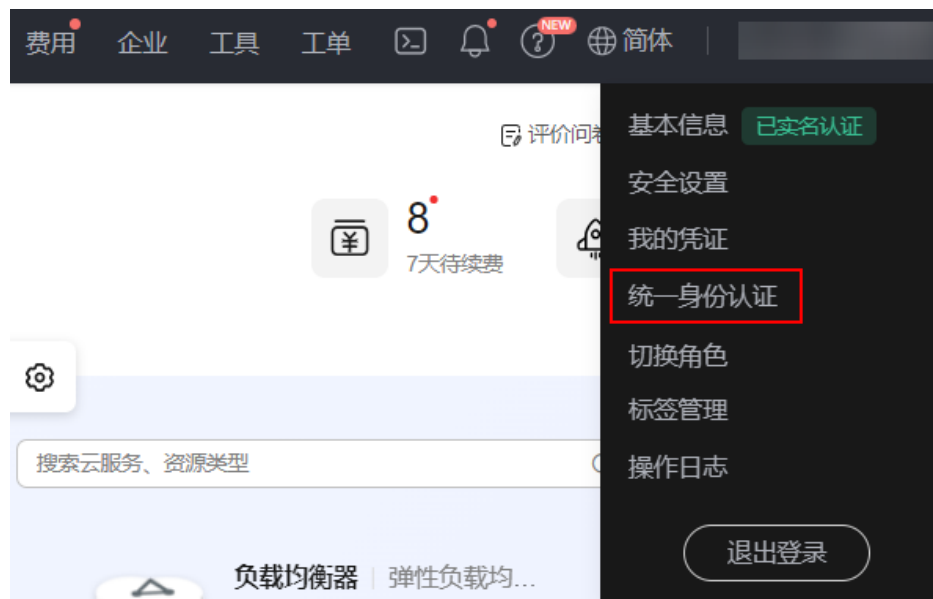 费用 企业 工具 工单 NEW 简体
评价问
基本信息 已实名认证
安全设置
8
7天待续费
我的凭证
统一身份认证
切换角色
标签管理
搜索云服务、资源类型
操作日志
退出登录
负载均衡器 弹性负载均...